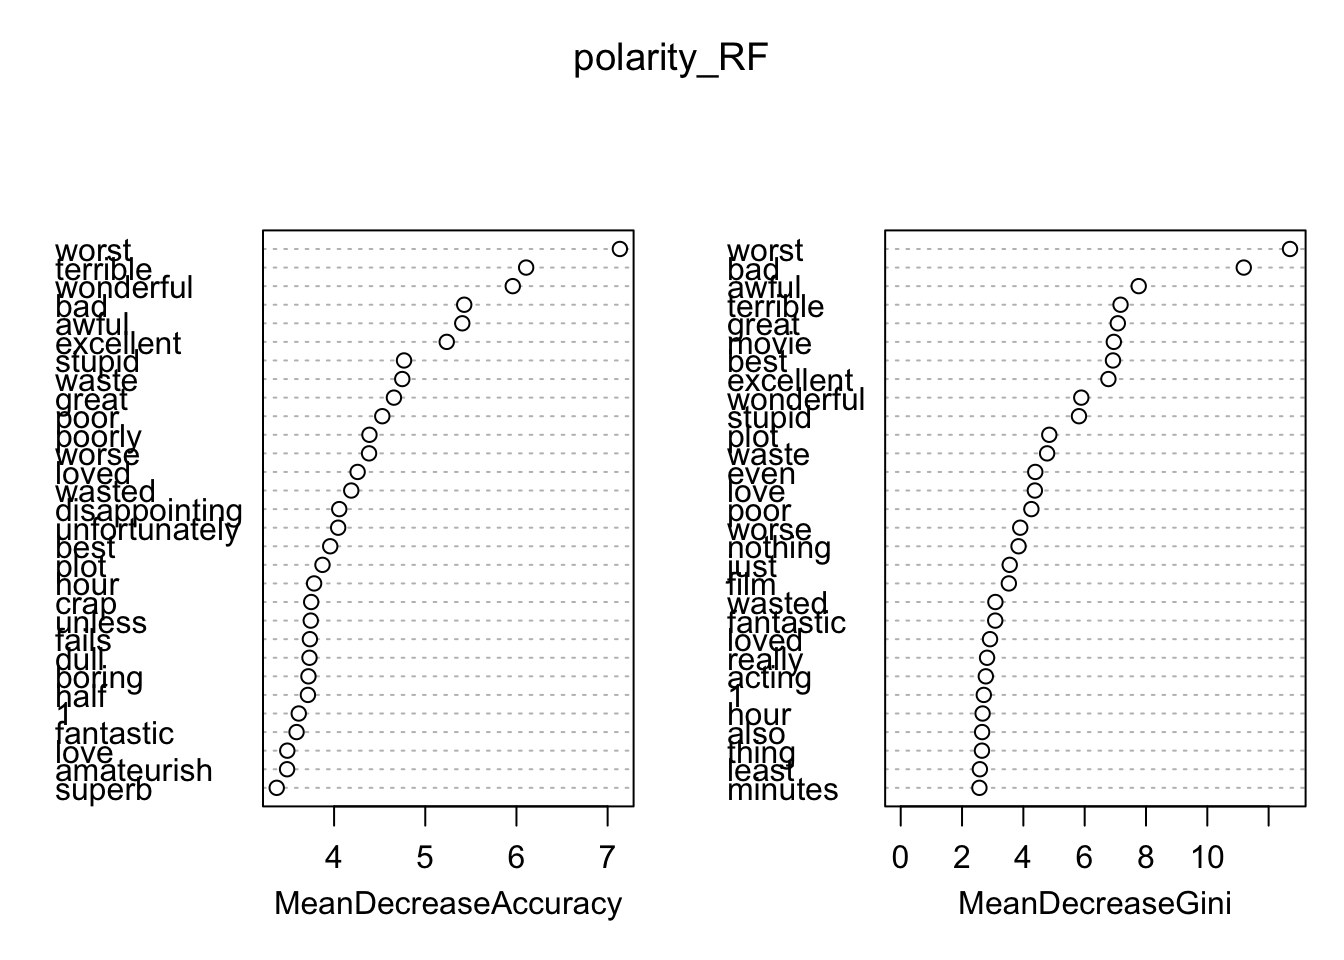 polarity_RF
worst
terrible
wonderful
bad
awful
excellent
stupid
waste
great
poor
poorly
worse
loved
wasted
disappointing
unfortunately
best
plot
hour
crap
unless
fails
dull
boring
half
1
fantastic
love
amateurish
superb
4 5 6 7
MeanDecreaseAccuracy
worst
bad
awful
terrible
great
movie
best
excellent
wonderful
stupid
plot
waste
even
love
poor
worse
nothing
just
film
wasted
fantastic
loved
really
acting
1
hour
also
thing
least
minutes
0 2 4 6 8 10
MeanDecreaseGini